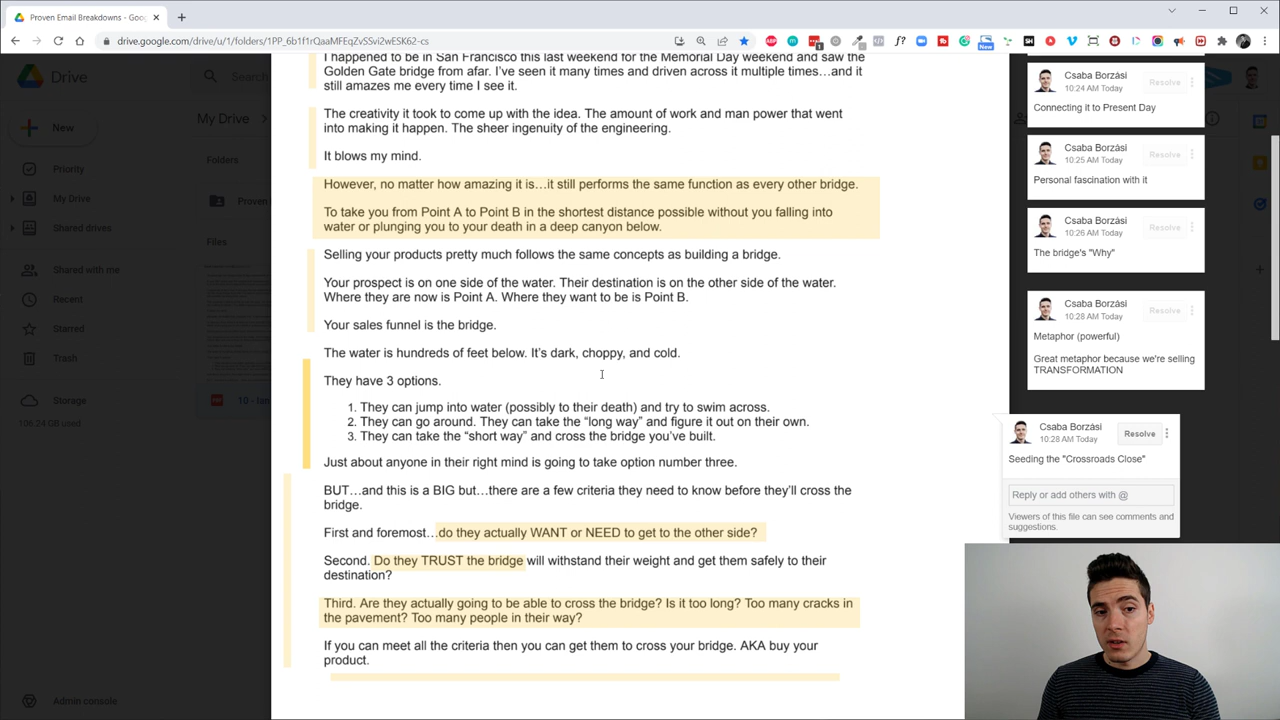 Proven Email Breakdowns - Goo
drive.google.com/drive/u/1/folders/1PP_6b1f1rQaaMFEqZvSSvi2wESK62-cs
Drive
Search
New
Priority
My Drive
Shared drives
Shared with me
Recent
Starred
Trash
Storage
106.24 GB used
Admin console
My Drive
Folders
Proven
Files
10 - Ian
I happened to be in San Francisco this last weekend for the Memorial Day weekend and saw the
Golden Gate bridge from afar. I've seen it many times and driven across it multiple times…and it
still amazes me every time I see it.
The creativity it took to come up with the idea. The amount of work and man power that went
into making it happen. The sheer ingenuity of the engineering.
It blows my mind.
However, no matter how amazing it is…it still performs the same function as every other bridge.
To take you from Point A to Point B in the shortest distance possible without you falling into
water or plunging you to your death in a deep canyon below.
Selling your products pretty much follows the same concepts as building a bridge.
Your prospect is on one side of the water. Their destination is on the other side of the water.
Where they are now is Point A. Where they want to be is Point B.
Your sales funnel is the bridge.
The water is hundreds of feet below. It's dark, choppy, and cold.
They have 3 options.
1. They can jump into water (possibly to their death) and try to swim across.
2. They can go around. They can take the “long way” and figure it out on their own.
3. They can take the “short way” and cross the bridge you've built.
Just about anyone in their right mind is going to take option number three.
BUT…and this is a BIG but…there are a few criteria they need to know before they'll cross the
bridge.
First and foremost…do they actually WANT or NEED to get to the other side?
Second. Do they TRUST the bridge will withstand their weight and get them safely to their
destination?
Third. Are they actually going to be able to cross the bridge? Is it too long? Too many cracks in
the pavement? Too many people in their way?
If you can meet all the criteria then you can get them to cross your bridge. AKA buy your
product.
Csaba Borzási
10:24 AM Today
Resolve
Connecting it to Present Day
Csaba Borzási
10:25 AM Today
Resolve
Personal fascination with it
Csaba Borzási
10:26 AM Today
Resolve
The bridge's "Why"
Csaba Borzási
10:28 AM Today
Resolve
Metaphor (powerful)
Great metaphor because we're selling
TRANSFORMATION
Csaba Borzási
10:28 AM Today
Resolve
Seeding the "Crossroads Close"
Reply or add others with @
Viewers of this file can see comments and
suggestions.